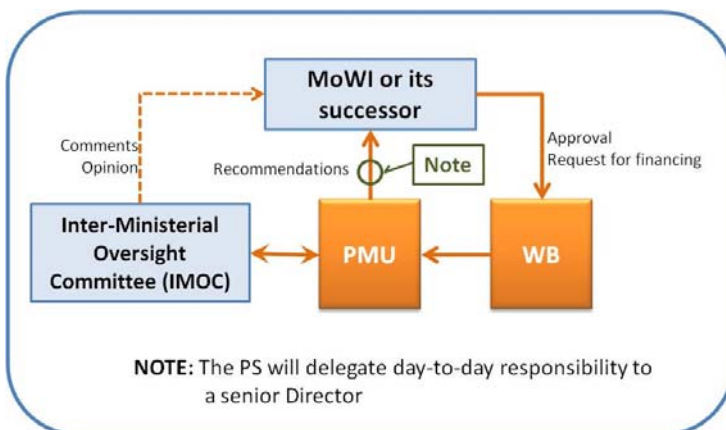 MoWI or its
successor
Comments
Opinion
Recommendations
Note
Approval
Request for financing
Inter-Ministerial
Oversight
Committee (IMOC)
PMU
WB
NOTE: The PS will delegate day-to-day responsibility to
a senior Director